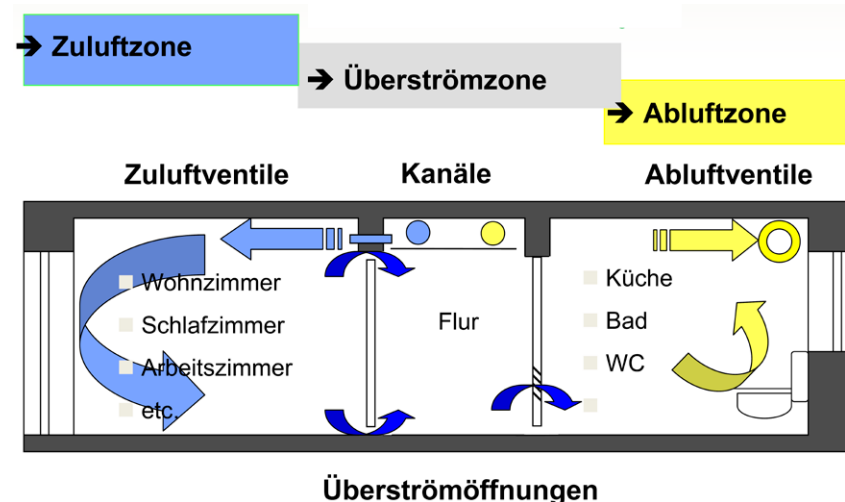 ➔ Zuluftzone
➔ Überströmzone
➔ Abluftzone
Zuluftventile
Kanäle
Abluftventile
Wohnzimmer
Schlafzimmer
Arbeitszimmer
etc.
Flur
Küche
Bad
WC
Überströmöffnungen